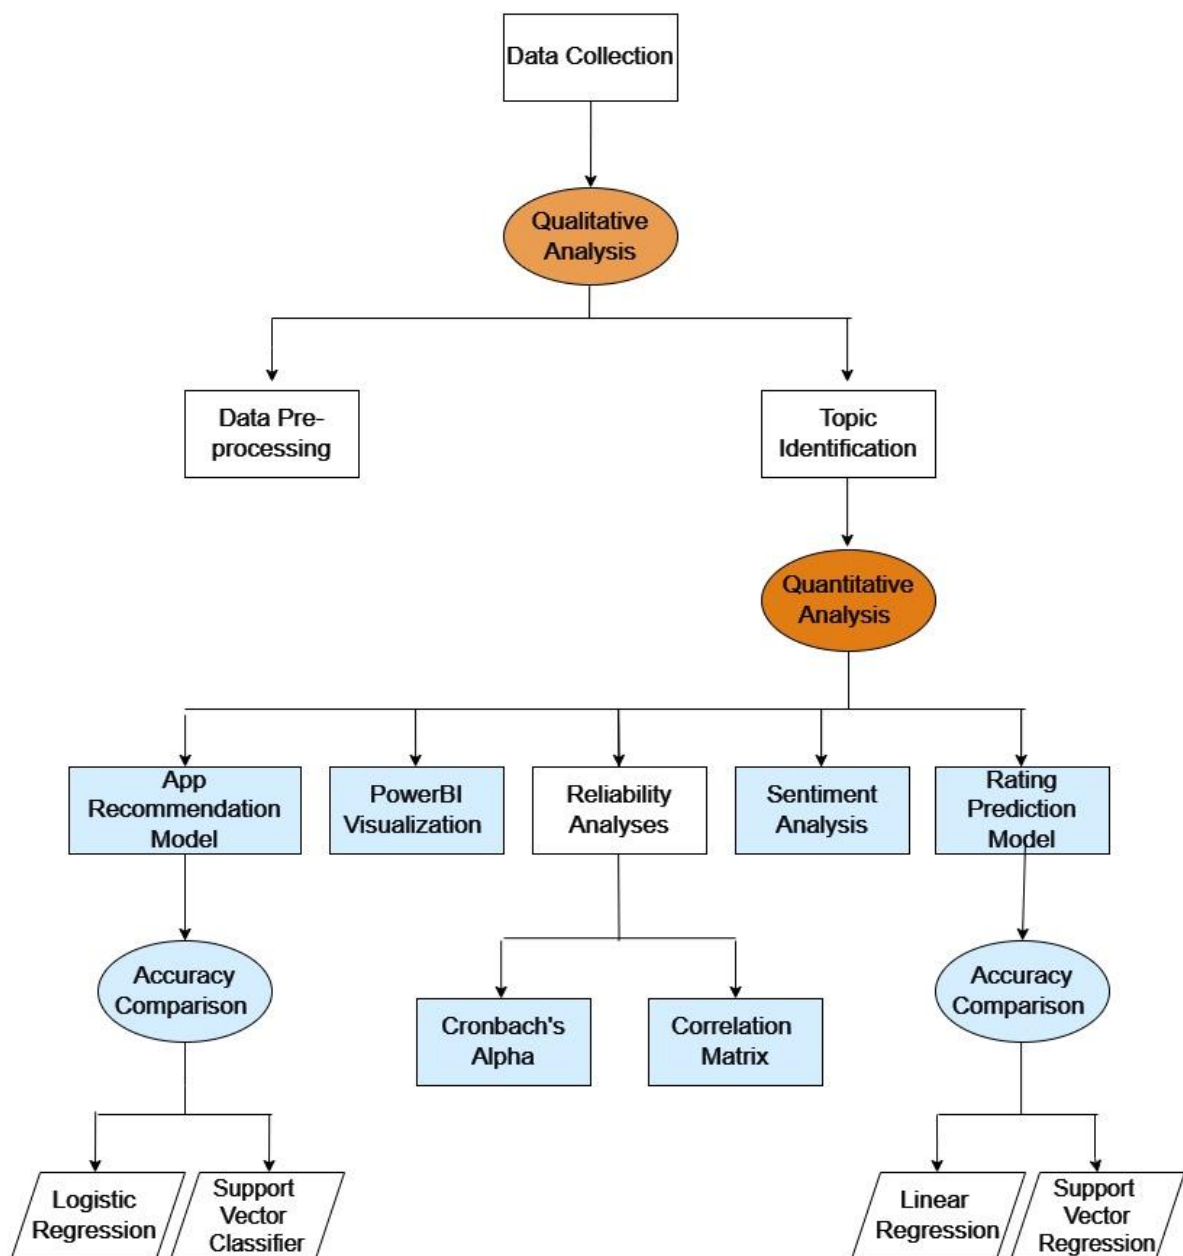 Data Collection
Qualitative
Analysis
Data Pre-
processing
Topic
Identification
Quantitative
Analysis
App
Recommendation
Model
PowerBI
Visualization
Reliability
Analyses
Sentiment
Analysis
Rating
Prediction
Model
Accuracy
Comparison
Accuracy
Comparison
Cronbach's
Alpha
Correlation
Matrix
Logistic
Regression
Support
Vector
Classifier
Linear
Regression
Support
Vector
Regression